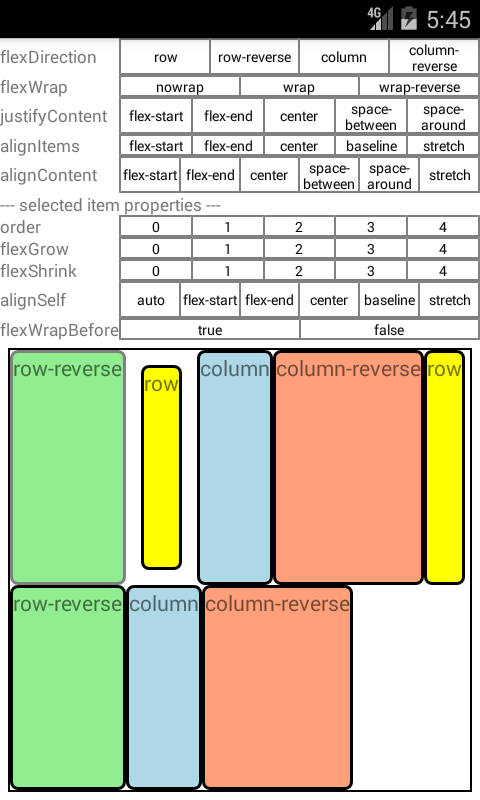 4G 5:45
flexDirection row row-reverse column column-reverse
flexWrap nowrap wrap wrap-reverse
justifyContent flex-start flex-end center space-between space-around
alignItems flex-start flex-end center baseline stretch
alignContent flex-start flex-end center space-between space-around stretch
--- selected item properties ---
order 0 1 2 3 4
flexGrow 0 1 2 3 4
flexShrink 0 1 2 3 4
alignSelf auto flex-start flex-end center baseline stretch
flexWrapBefore true false
row-reverse row column column-reverse row
row-reverse column column-reverse